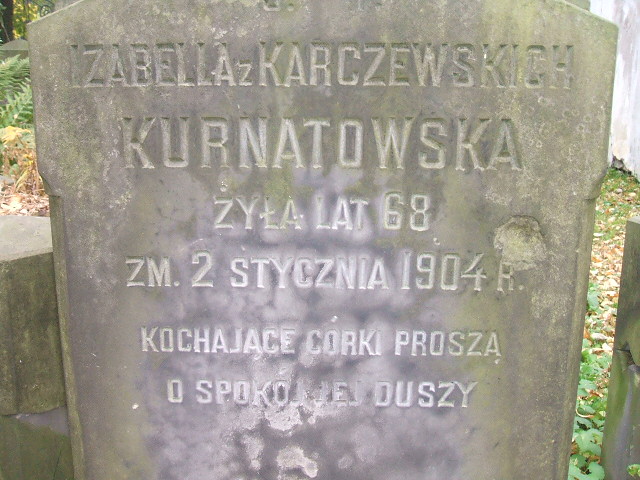 IZABELLA z KARCZEWSKICH
KURNATOWSKA
ŻYŁA LAT 68
ZM. 2 STYCZNIA 1904 R.
KOCHAJĄCE CÓRKI PROSZĄ
O SPOKÓJ JEJ DUSZY